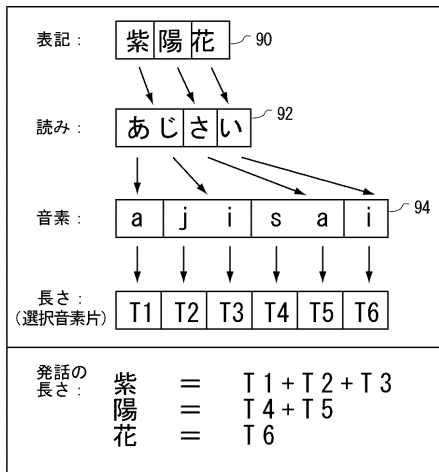 表記： 紫 陽 花 90
読み： あ じ さ い 92
音素： a j i s a i 94
長さ： T1 T2 T3 T4 T5 T6
（選択音素片）
発話の
長さ：
紫 ＝ T1+T2+T3
陽 ＝ T4+T5
花 ＝ T6